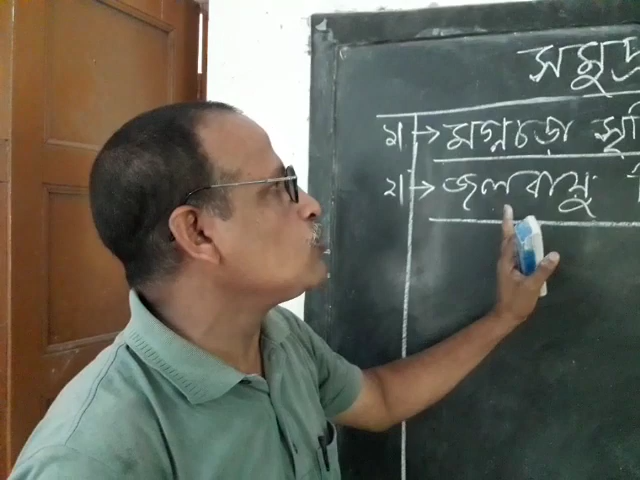 সমুদ্র
১। → মগ্নচড়া
২। → জলবায়ু